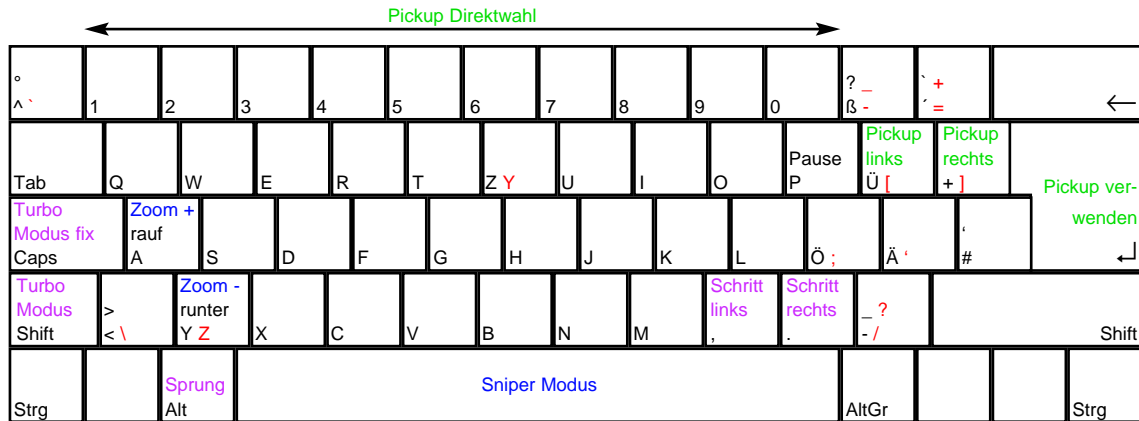 Pickup Direktwahl
°
? _
` +
^ `
1
2
3
4
5
6
7
8
9
0
ß -
´ =
←
Pickup
Pickup
Pause
links
rechts
Tab
Q
W
E
R
T
Z Y
U
I
O
P
Ü [
+ ]
Pickup ver-
wenden
Turbo
Zoom +
Modus fix
rauf
'
Caps
A
S
D
F
G
H
J
K
L
Ö ;
Ä '
#
↵
Turbo
Zoom -
Schritt
Schritt
Modus
>
runter
links
rechts
_ ?
Shift
< \
Y Z
X
C
V
B
N
M
,
.
- /
Shift
Sprung
Sniper Modus
Strg
Alt
AltGr
Strg